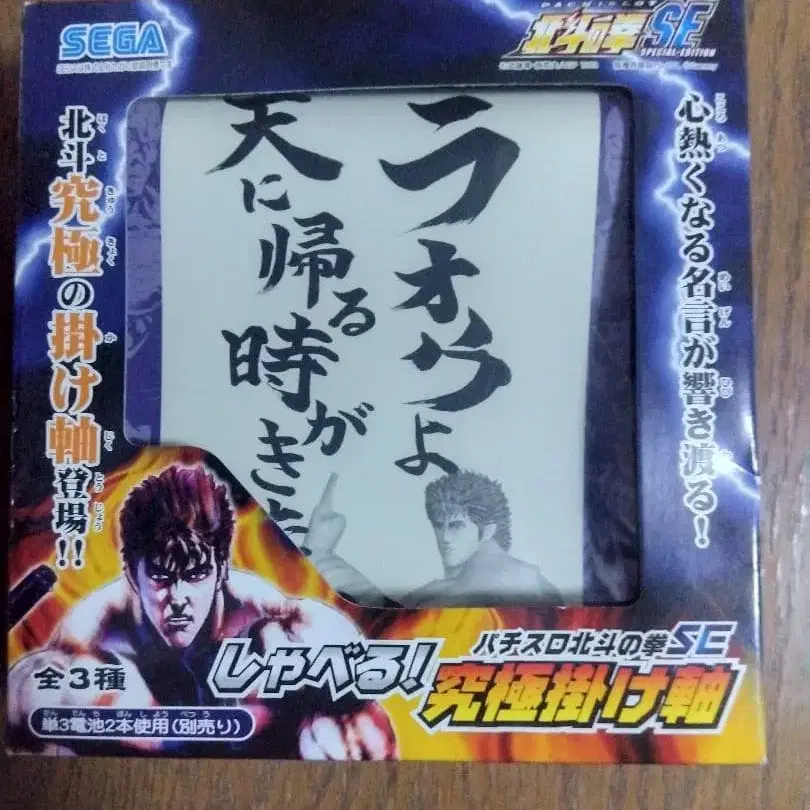 SEGA
PACHISLOT
北斗の拳SE
SPECIAL-EDITION
心熱くなる名言が響き渡る!
ラオウよ
天に帰る時が
きた
北斗究極の掛け軸登場!!
全3種
単3電池2本使用(別売り)
パチスロ北斗の拳SE
しゃべる!
究極掛け軸